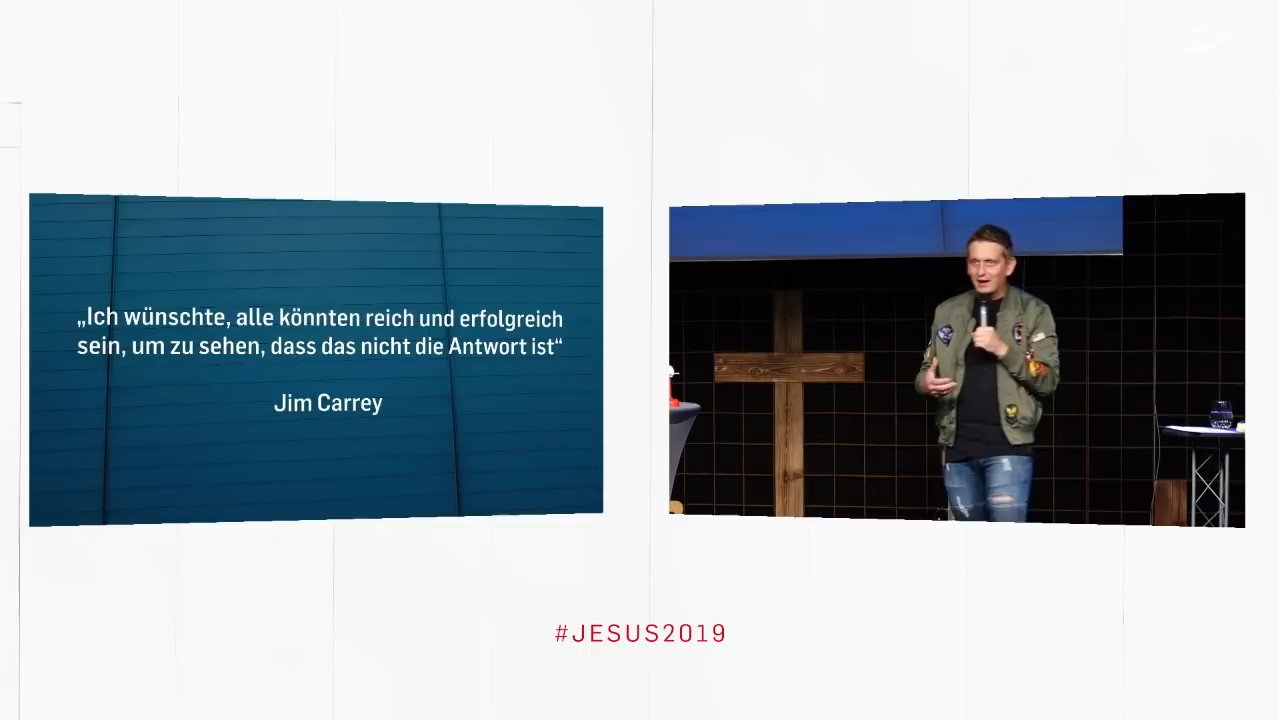 „Ich wünschte, alle könnten reich und erfolgreich
sein, um zu sehen, dass das nicht die Antwort ist“
Jim Carrey
#JESUS2019